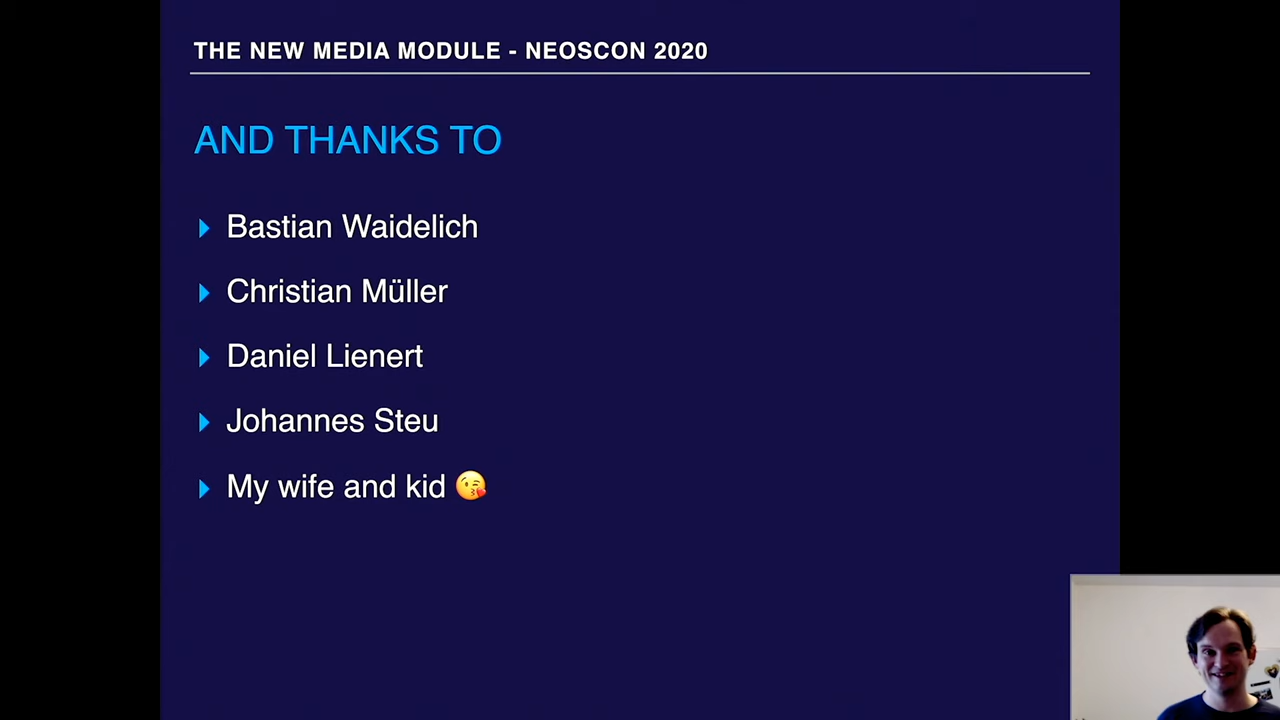 THE NEW MEDIA MODULE - NEOSCON 2020
AND THANKS TO
Bastian Waidelich
Christian Müller
Daniel Lienert
Johannes Steu
My wife and kid 😘